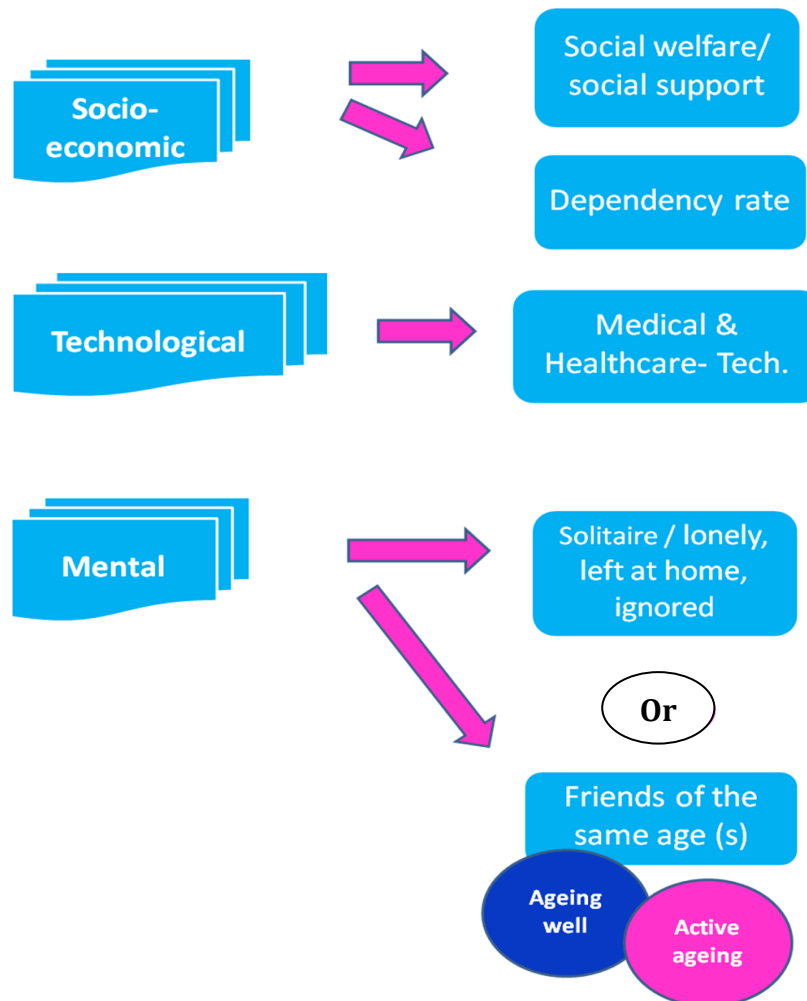 Socio-
economic
Social welfare/
social support
Dependency rate
Technological
Medical &
Healthcare- Tech.
Mental
Solitaire / lonely,
left at home,
ignored
Or
Friends of the
same age (s)
Ageing
well
Active
ageing